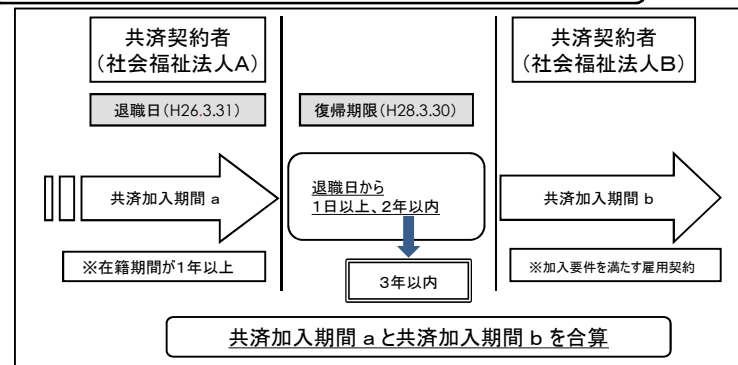 共済契約者
(社会福祉法人A)
共済契約者
(社会福祉法人B)
退職日(H26.3.31)
復帰期限(H28.3.30)
共済加入期間 a
退職日から
1日以上、2年以内
共済加入期間 b
※在籍期間が1年以上
3年以内
※加入要件を満たす雇用契約
共済加入期間 a と共済加入期間 b を合算